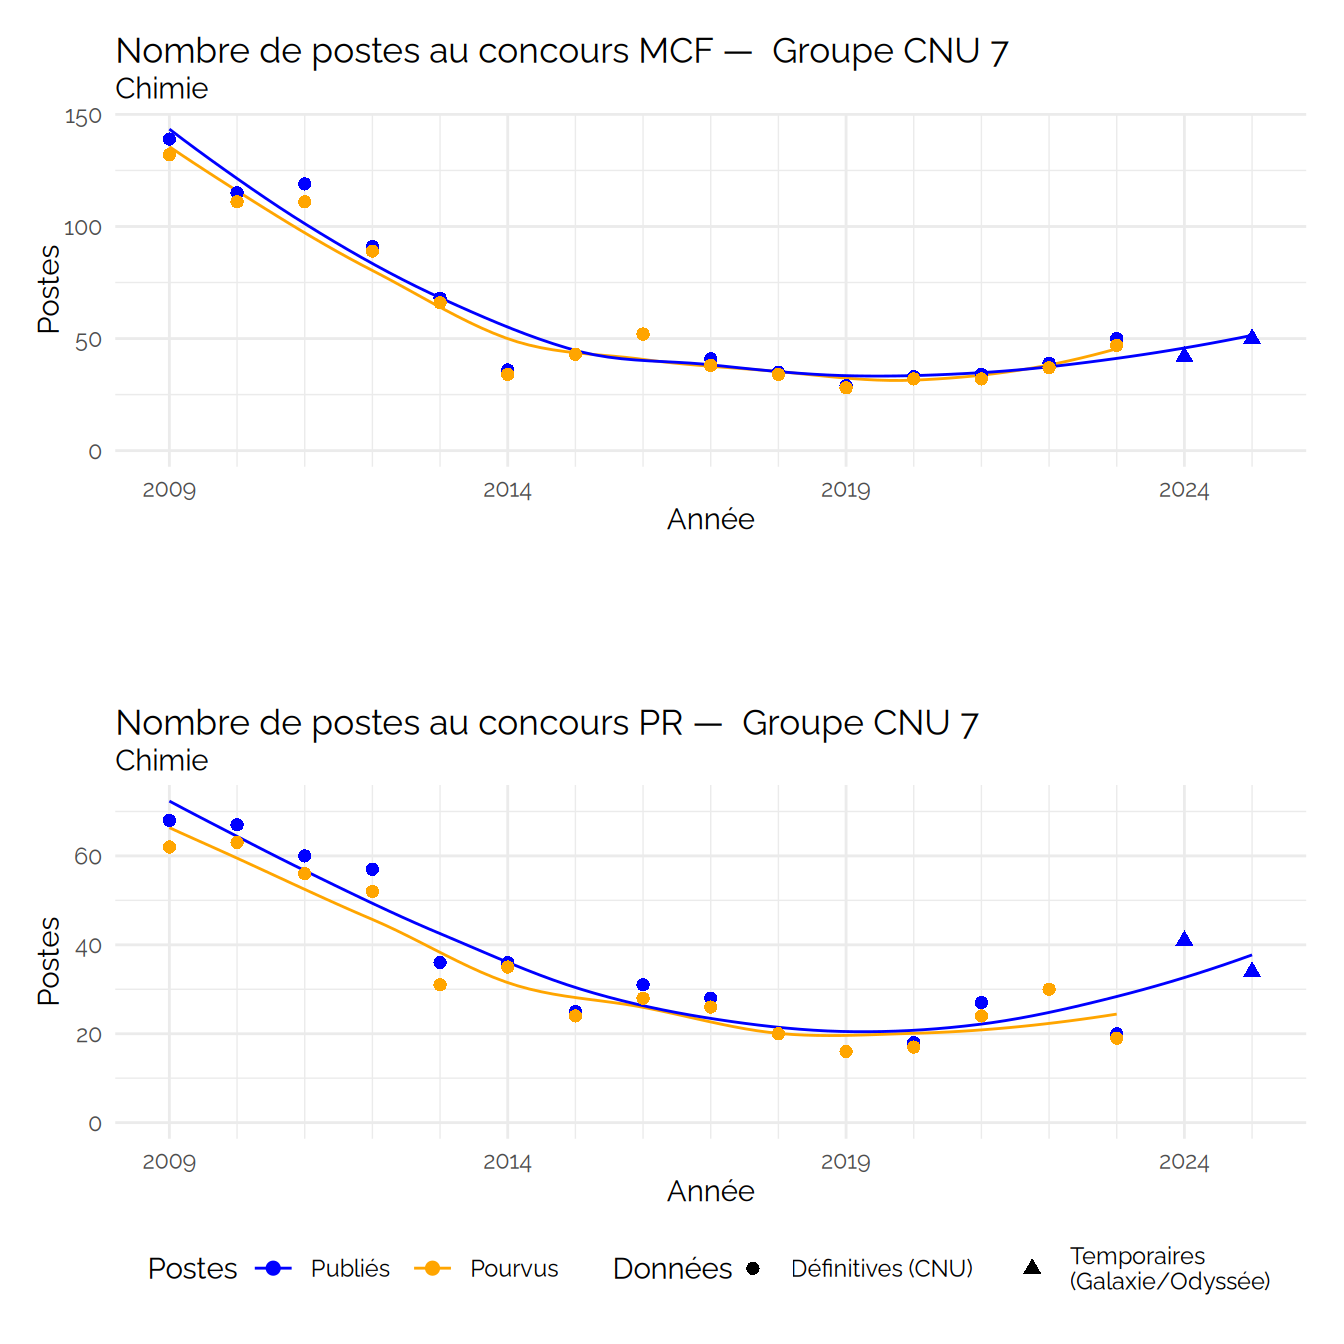 Nombre de postes au concours MCF — Groupe CNU 7
Chimie
Postes
150
100
50
0
2009 2014 2019 2024
Année
Nombre de postes au concours PR — Groupe CNU 7
Chimie
Postes
60
40
20
0
2009 2014 2019 2024
Année
Postes Publiés Pourvus Données Définitives (CNU) Temporaires
(Galaxie/Odyssée)